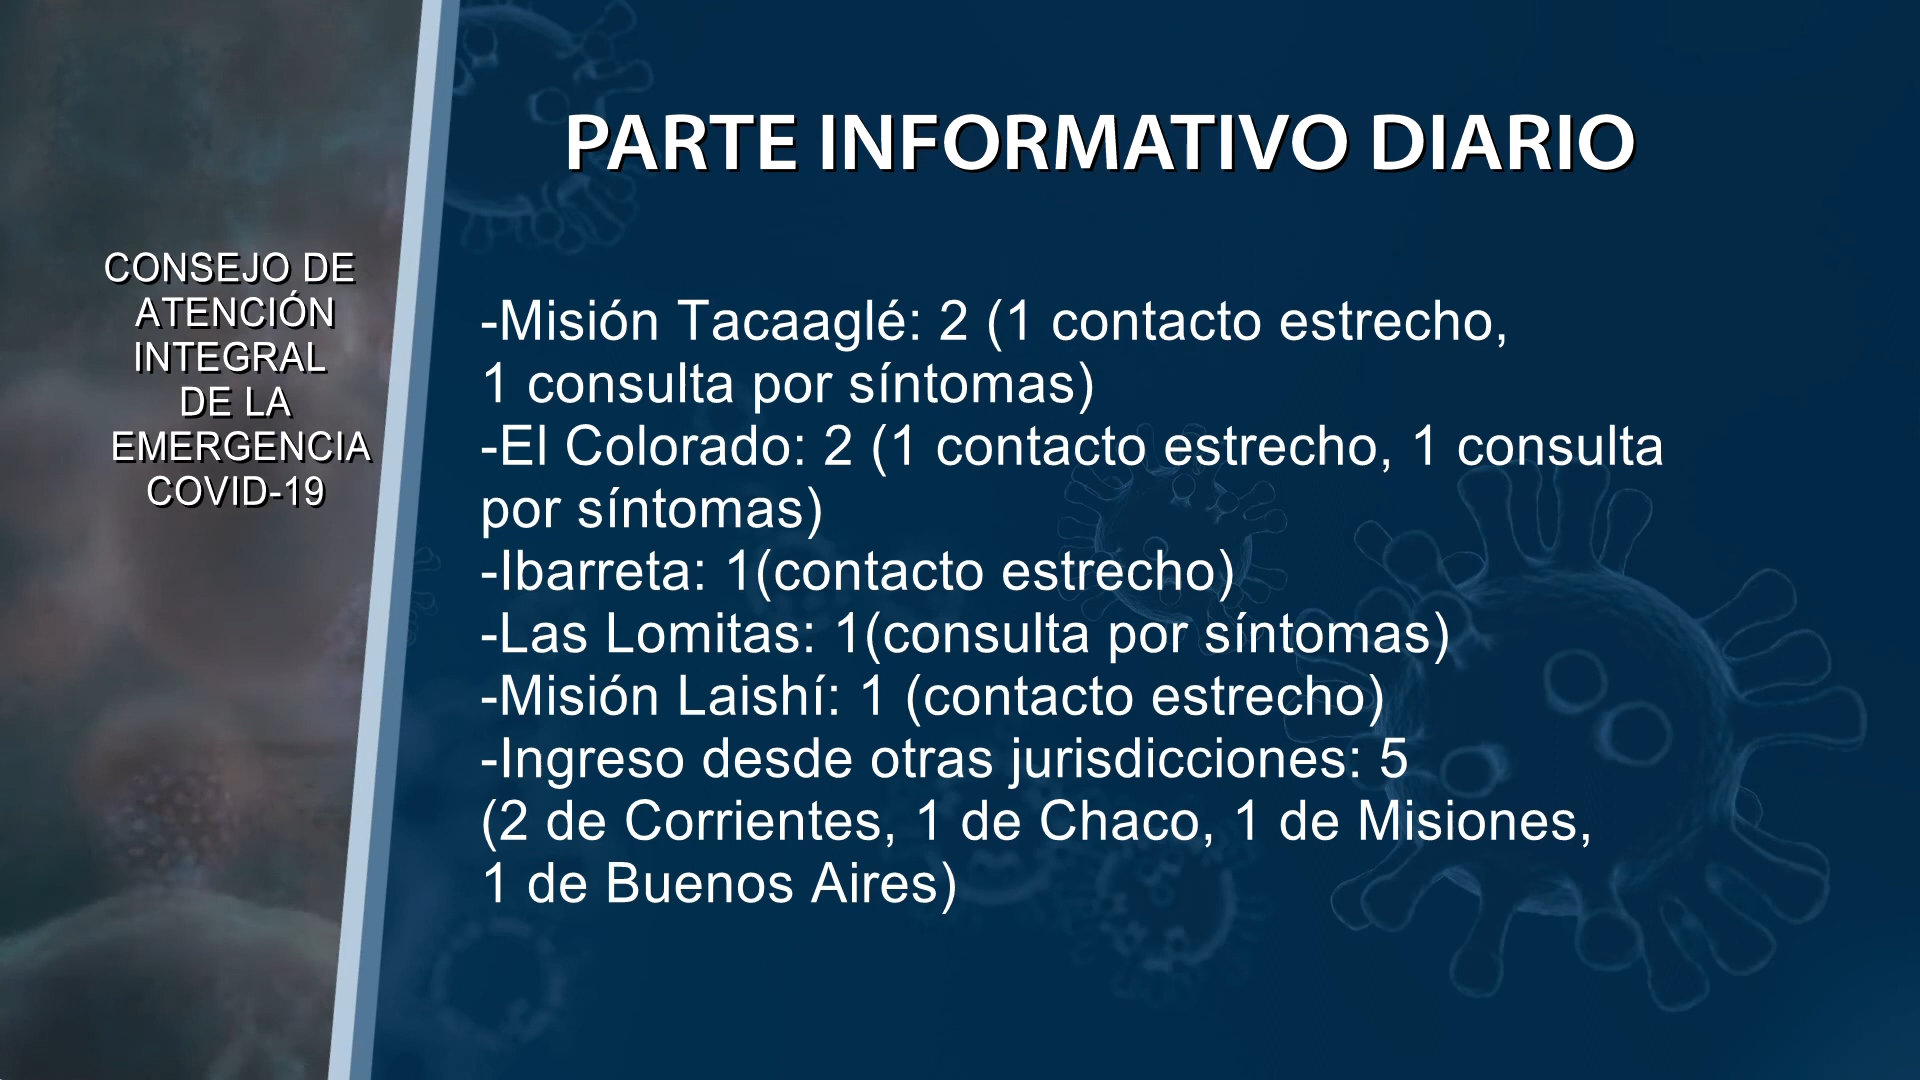 PARTE INFORMATIVO DIARIO
CONSEJO DE
ATENCIÓN
INTEGRAL
DE LA
EMERGENCIA
COVID-19
-Misión Tacaaglé: 2 (1 contacto estrecho,
1 consulta por síntomas)
-El Colorado: 2 (1 contacto estrecho, 1 consulta
por síntomas)
-Ibarreta: 1(contacto estrecho)
-Las Lomitas: 1(consulta por síntomas)
-Misión Laishí: 1 (contacto estrecho)
-Ingreso desde otras jurisdicciones: 5
(2 de Corrientes, 1 de Chaco, 1 de Misiones,
1 de Buenos Aires)